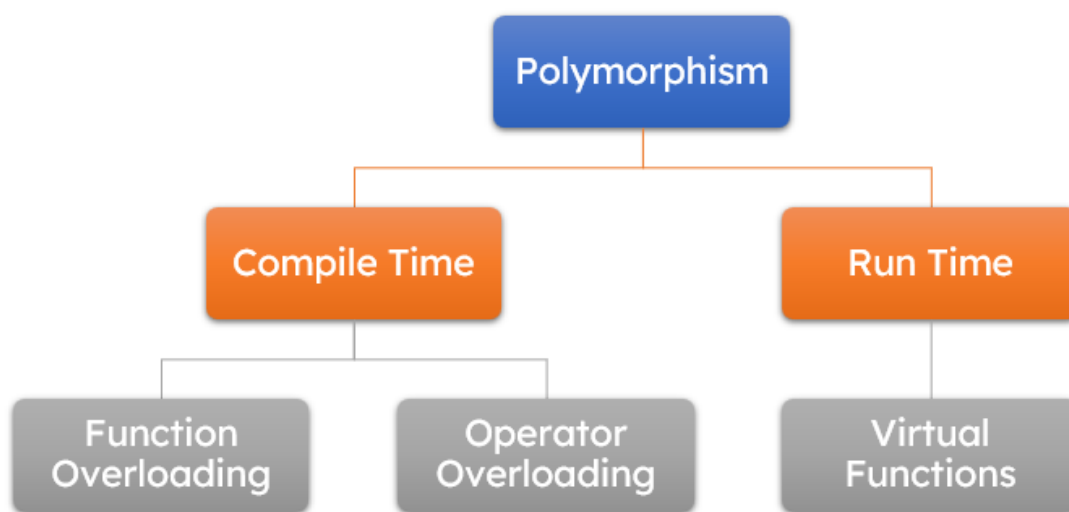 Polymorphism
Compile Time
Run Time
Function
Overloading
Operator
Overloading
Virtual
Functions